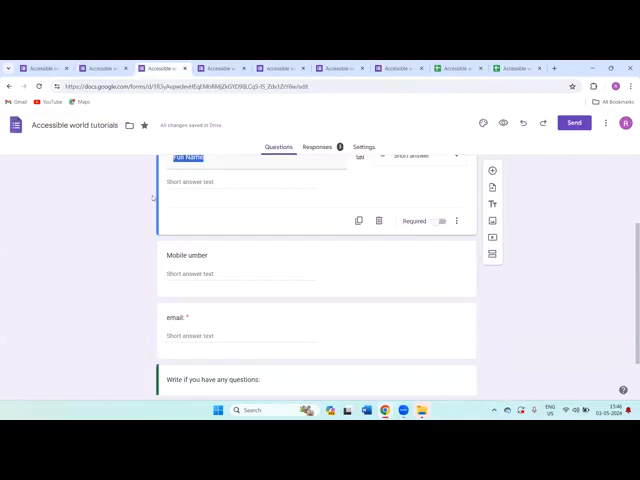 Accessible w
Accessible w
Accessible w
Accessible w
Accessible w
Accessible w
Accessible w
Accessible w
Accessible w
Gmail
YouTube
Maps
All Bookmarks
R
Accessible world tutorials
All changes saved in Drive
Send
R
Questions
Responses
Settings
Full Name
Short answer
Short answer text
Required
Mobile umber
Short answer text
email: *
Short answer text
Write if you have any questions:
Search
ENG
US
15:46
03-05-2024